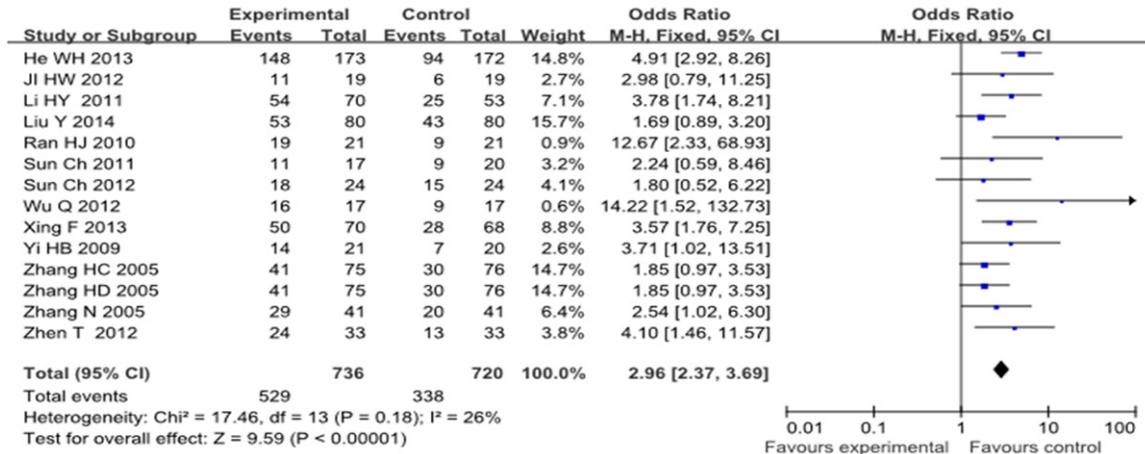 Experimental Control Odds Ratio Odds Ratio
Study or Subgroup Events Total Events Total Weight M-H, Fixed, 95% CI M-H, Fixed, 95% CI
He WH 2013 148 173 94 172 14.8% 4.91 [2.92, 8.26]
JI HW 2012 11 19 6 19 2.7% 2.98 [0.79, 11.25]
Li HY 2011 54 70 25 53 7.1% 3.78 [1.74, 8.21]
Liu Y 2014 53 80 43 80 15.7% 1.69 [0.89, 3.20]
Ran HJ 2010 19 21 9 21 0.9% 12.67 [2.33, 68.93]
Sun Ch 2011 11 17 9 20 3.2% 2.24 [0.59, 8.46]
Sun Ch 2012 18 24 15 24 4.1% 1.80 [0.52, 6.22]
Wu Q 2012 16 17 9 17 0.6% 14.22 [1.52, 132.73]
Xing F 2013 50 70 28 68 8.8% 3.57 [1.76, 7.25]
Yi HB 2009 14 21 7 20 2.6% 3.71 [1.02, 13.51]
Zhang HC 2005 41 75 30 76 14.7% 1.85 [0.97, 3.53]
Zhang HD 2005 41 75 30 76 14.7% 1.85 [0.97, 3.53]
Zhang N 2005 29 41 20 41 6.4% 2.54 [1.02, 6.30]
Zhen T 2012 24 33 13 33 3.8% 4.10 [1.46, 11.57]
Total (95% CI) 736 720 100.0% 2.96 [2.37, 3.69]
Total events 529 338
Heterogeneity: Chi² = 17.46, df = 13 (P = 0.18); I² = 26%
Test for overall effect: Z = 9.59 (P < 0.00001)
0.01 0.1 1 10 100
Favours experimental Favours control